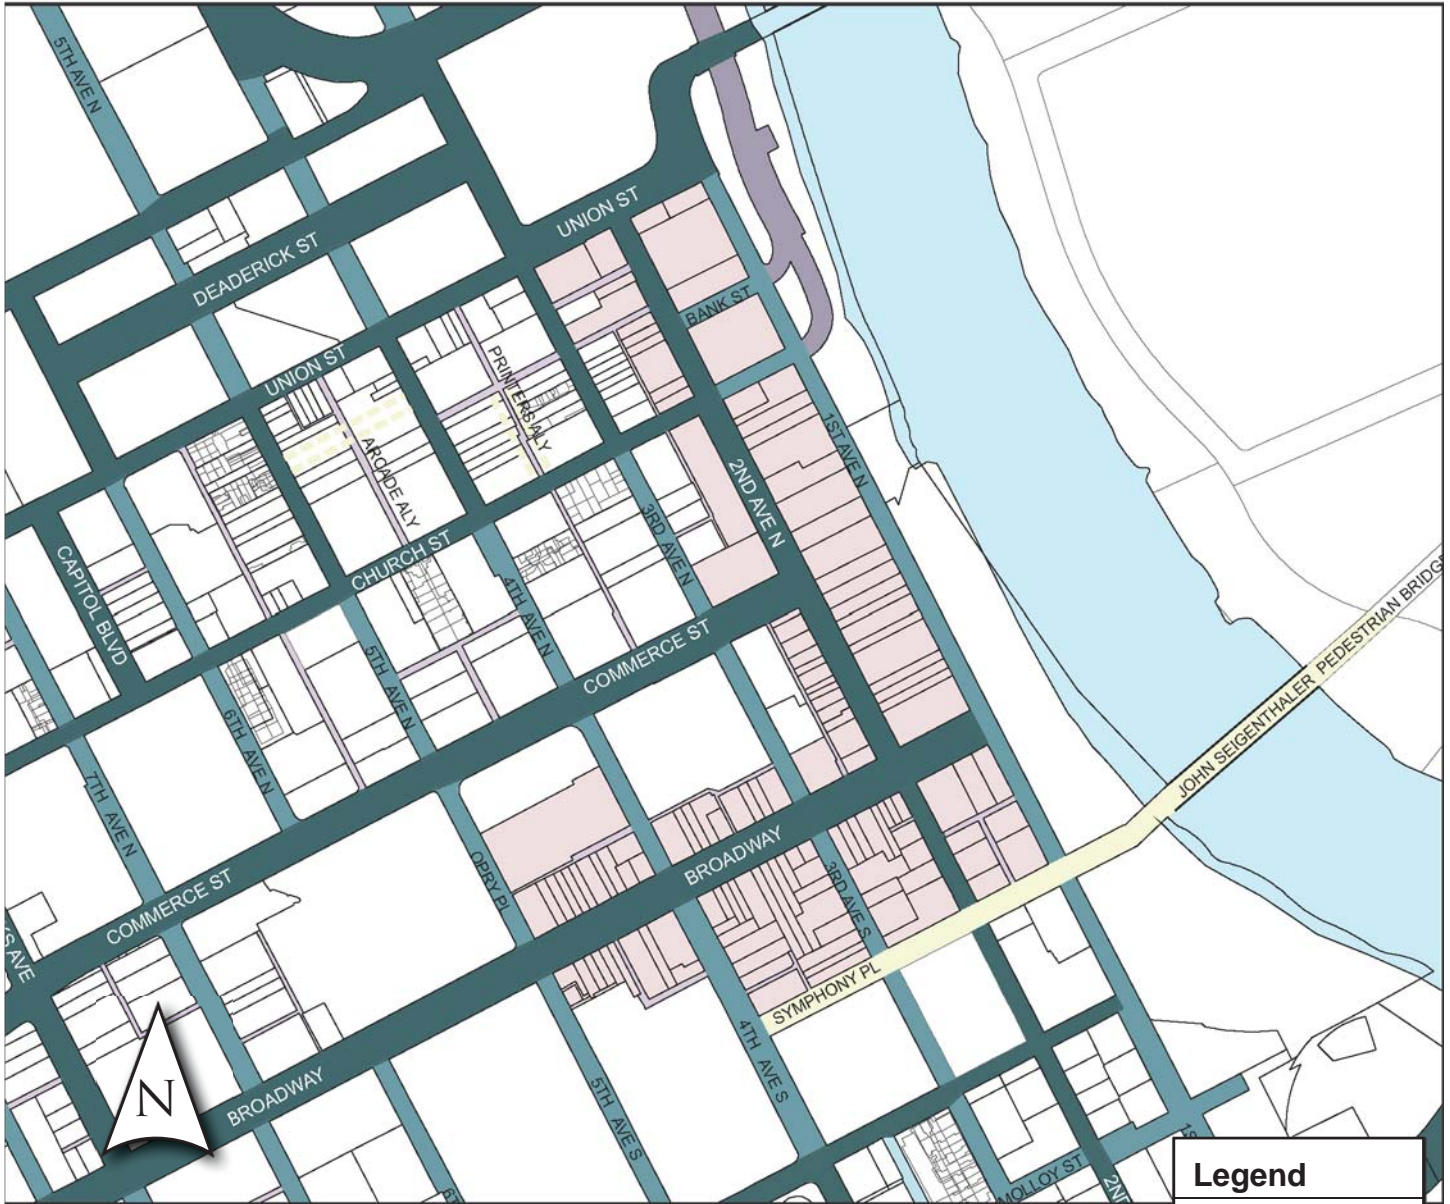 5TH AVE N
UNION ST
DEADERICK ST
BANK ST
UNION ST
PRINTERS ALY
1ST AVE N
ARCADE ALY
2ND AVE N
3RD AVE N
CHURCH ST
CAPITOL BLVD
4TH AVE N
COMMERCE ST
5TH AVE N
JOHN SEIGENTHALER PEDESTRIAN BRIDGE
6TH AVE N
7TH AVE N
OPRY PL
BROADWAY
3RD AVE S
COMMERCE ST
KS AVE
SYMPHONY PL
4TH AVE S
N
BROADWAY
5TH AVE S
MOLLOY ST
Legend